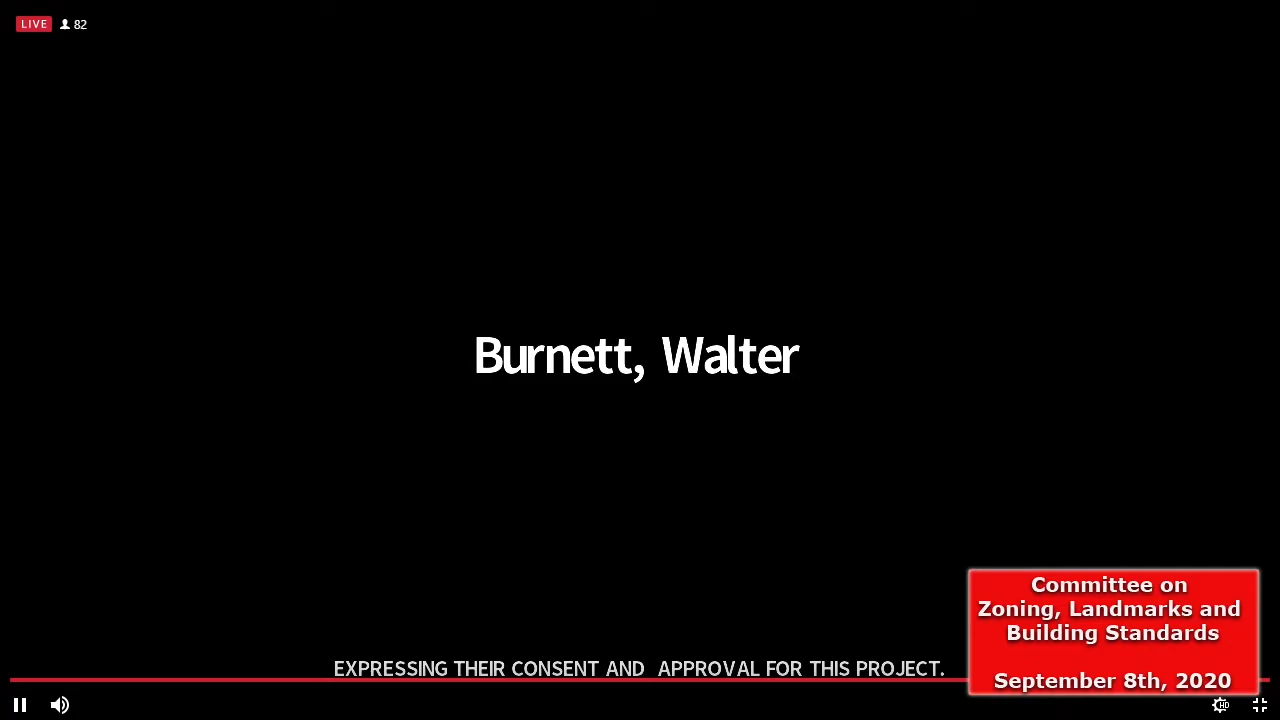 LIVE 82
Burnett, Walter
Committee on
Zoning, Landmarks and
Building Standards
September 8th, 2020
EXPRESSING THEIR CONSENT AND APPROVAL FOR THIS PROJECT.
HD